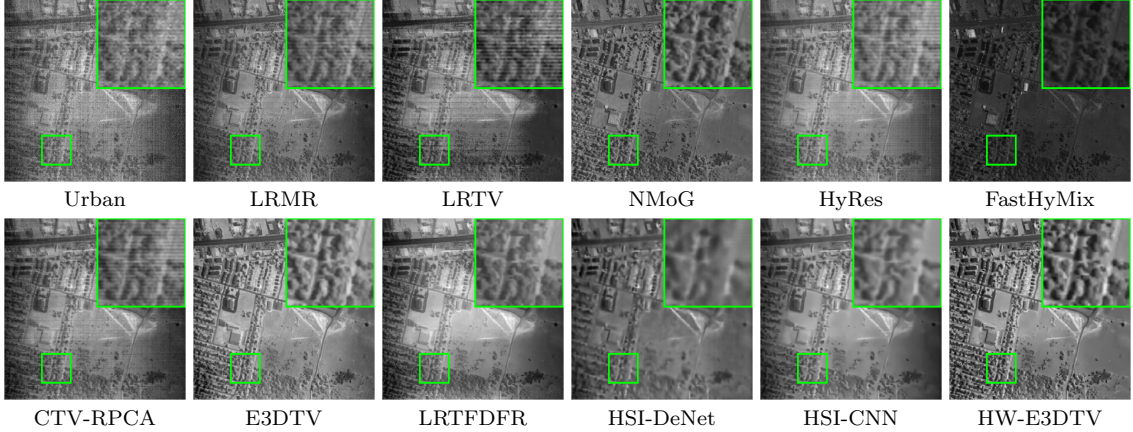 Urban LRMR LRTV NMoG HyRes FastHyMix
CTV-RPCA E3DTV LRTFDFR HSI-DeNet HSI-CNN HW-E3DTV